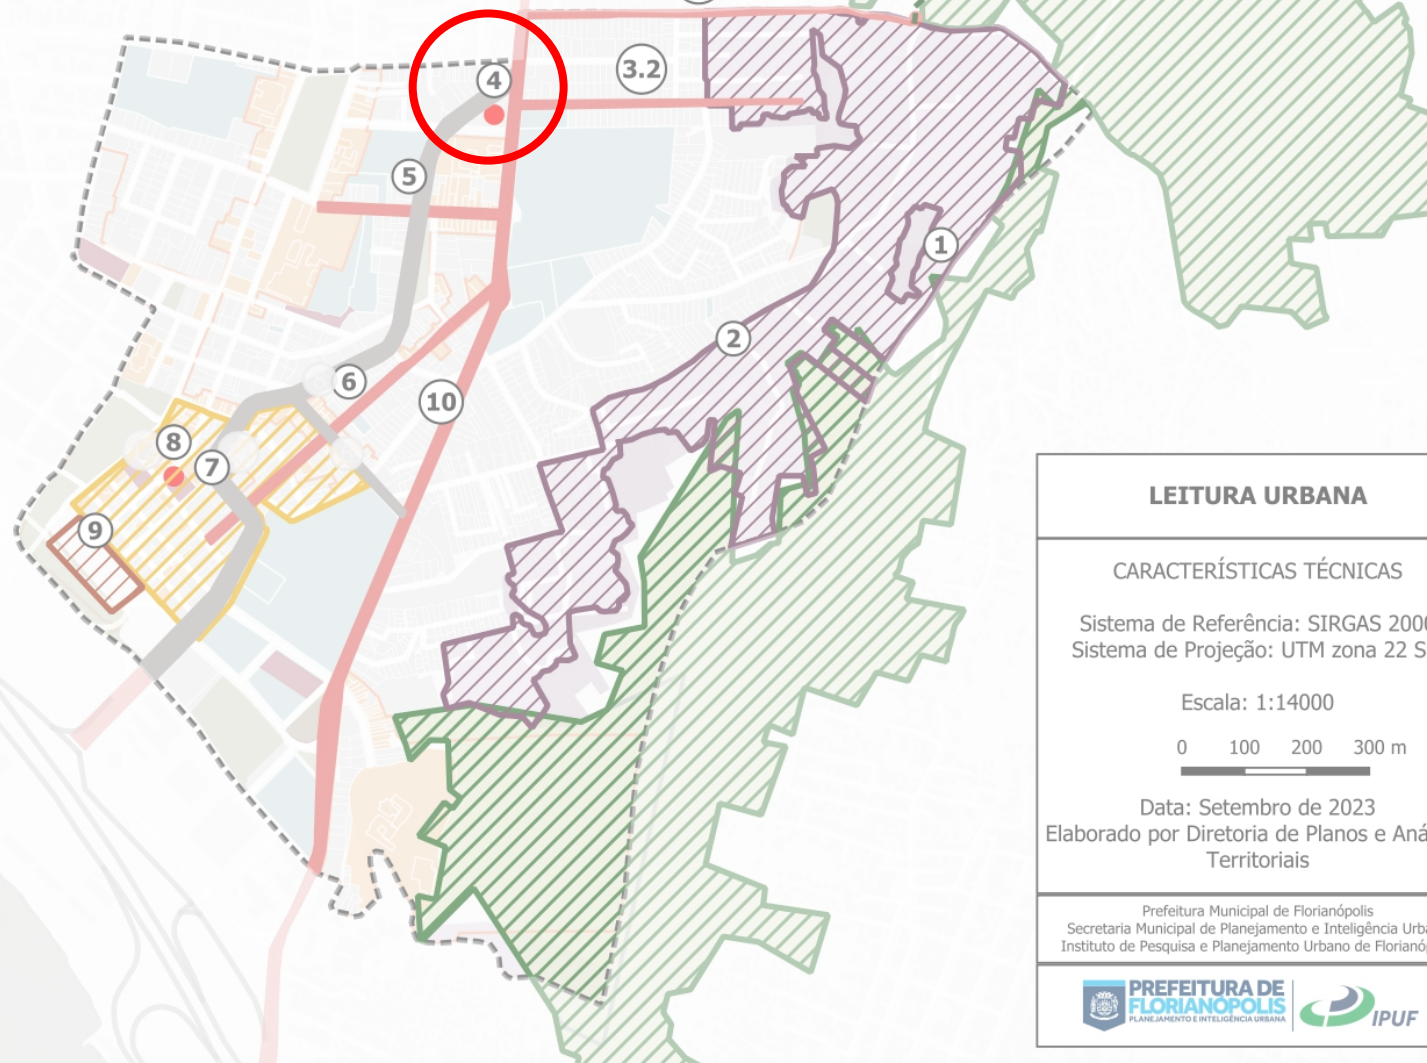 4
3.2
5
1
2
6
10
8
7
9
LEITURA URBANA
CARACTERÍSTICAS TÉCNICAS
Sistema de Referência: SIRGAS 200
Sistema de Projeção: UTM zona 22 S
Escala: 1:14000
0 100 200 300 m
Data: Setembro de 2023
Elaborado por Diretoria de Planos e Aná
Territoriais
Prefeitura Municipal de Florianópolis
Secretaria Municipal de Planejamento e Inteligência Urb
Instituto de Pesquisa e Planejamento Urbano de Florianó
PREFEITURA DE
FLORIANÓPOLIS
PLANEJAMENTO E INTELIGÊNCIA URBANA
IPUF